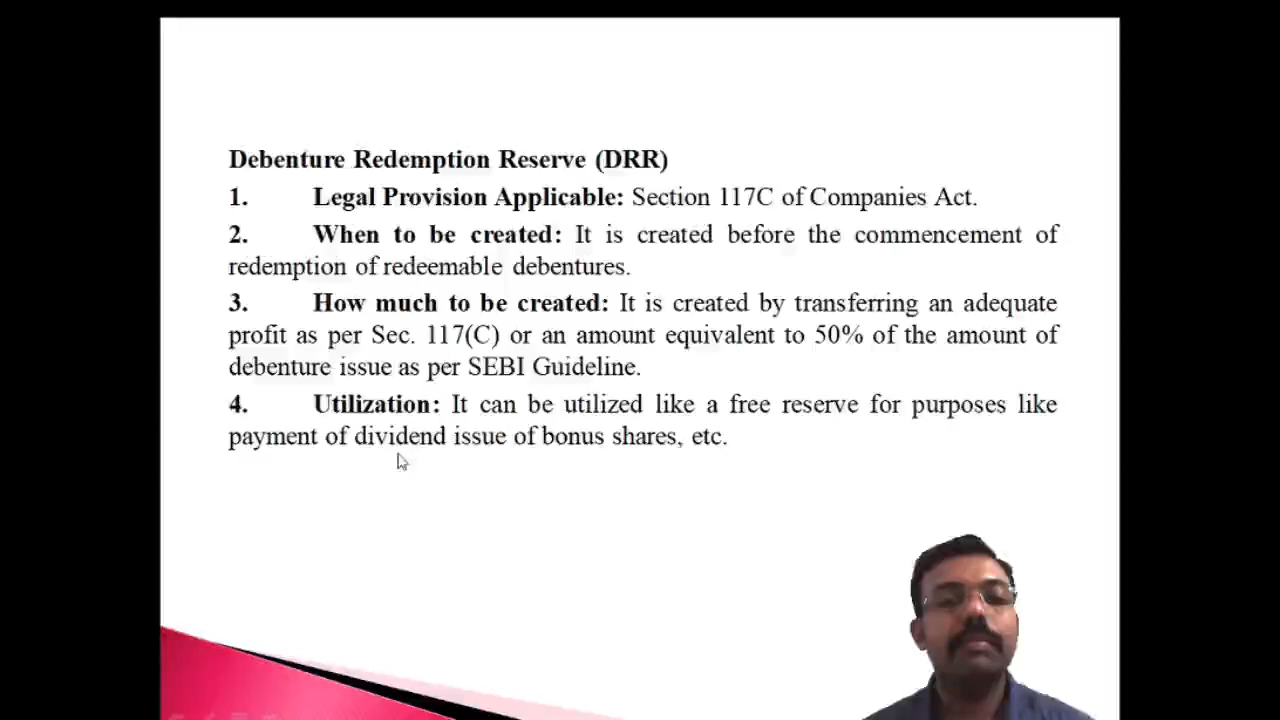 Debenture Redemption Reserve (DRR)
1. Legal Provision Applicable: Section 117C of Companies Act.
2. When to be created: It is created before the commencement of
redemption of redeemable debentures.
3. How much to be created: It is created by transferring an adequate
profit as per Sec. 117(C) or an amount equivalent to 50% of the amount of
debenture issue as per SEBI Guideline.
4. Utilization: It can be utilized like a free reserve for purposes like
payment of dividend issue of bonus shares, etc.